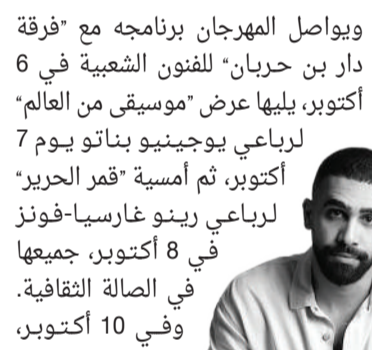 ويواصل المهرجان برنامجه مع ”فرقة
دار بن حربان“ للفنون الشعبية في 6
أكتوبر، يليها عرض ”موسيقى من العالم“
لرباعي يوجينيو بناتو يوم 7
أكتوبر، ثم أمسية ”قمر الحرير“
لرباعي رينو غارسيا-فونز
في 8 أكتوبر، جميعها
في الصالة الثقافية.
وفي 10 أكتوبر،